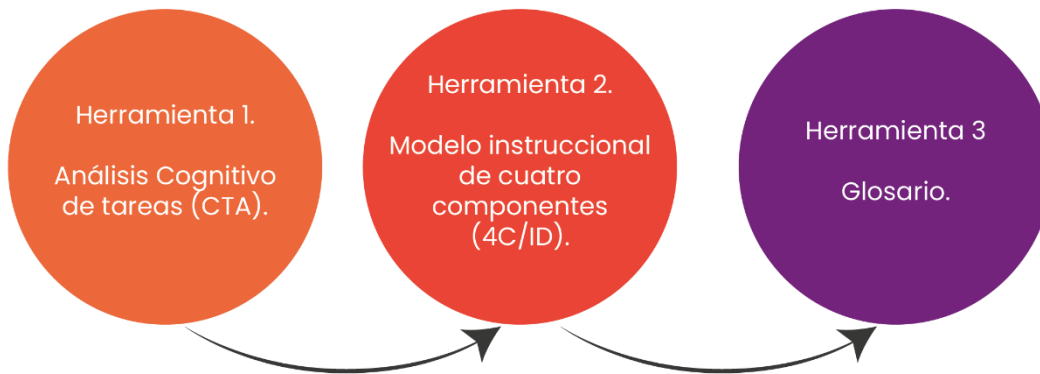 Herramienta 1.
Análisis Cognitivo
de tareas (CTA).
Herramienta 2.
Modelo instruccional
de cuatro
componentes
(4C/ID).
Herramienta 3
Glosario.